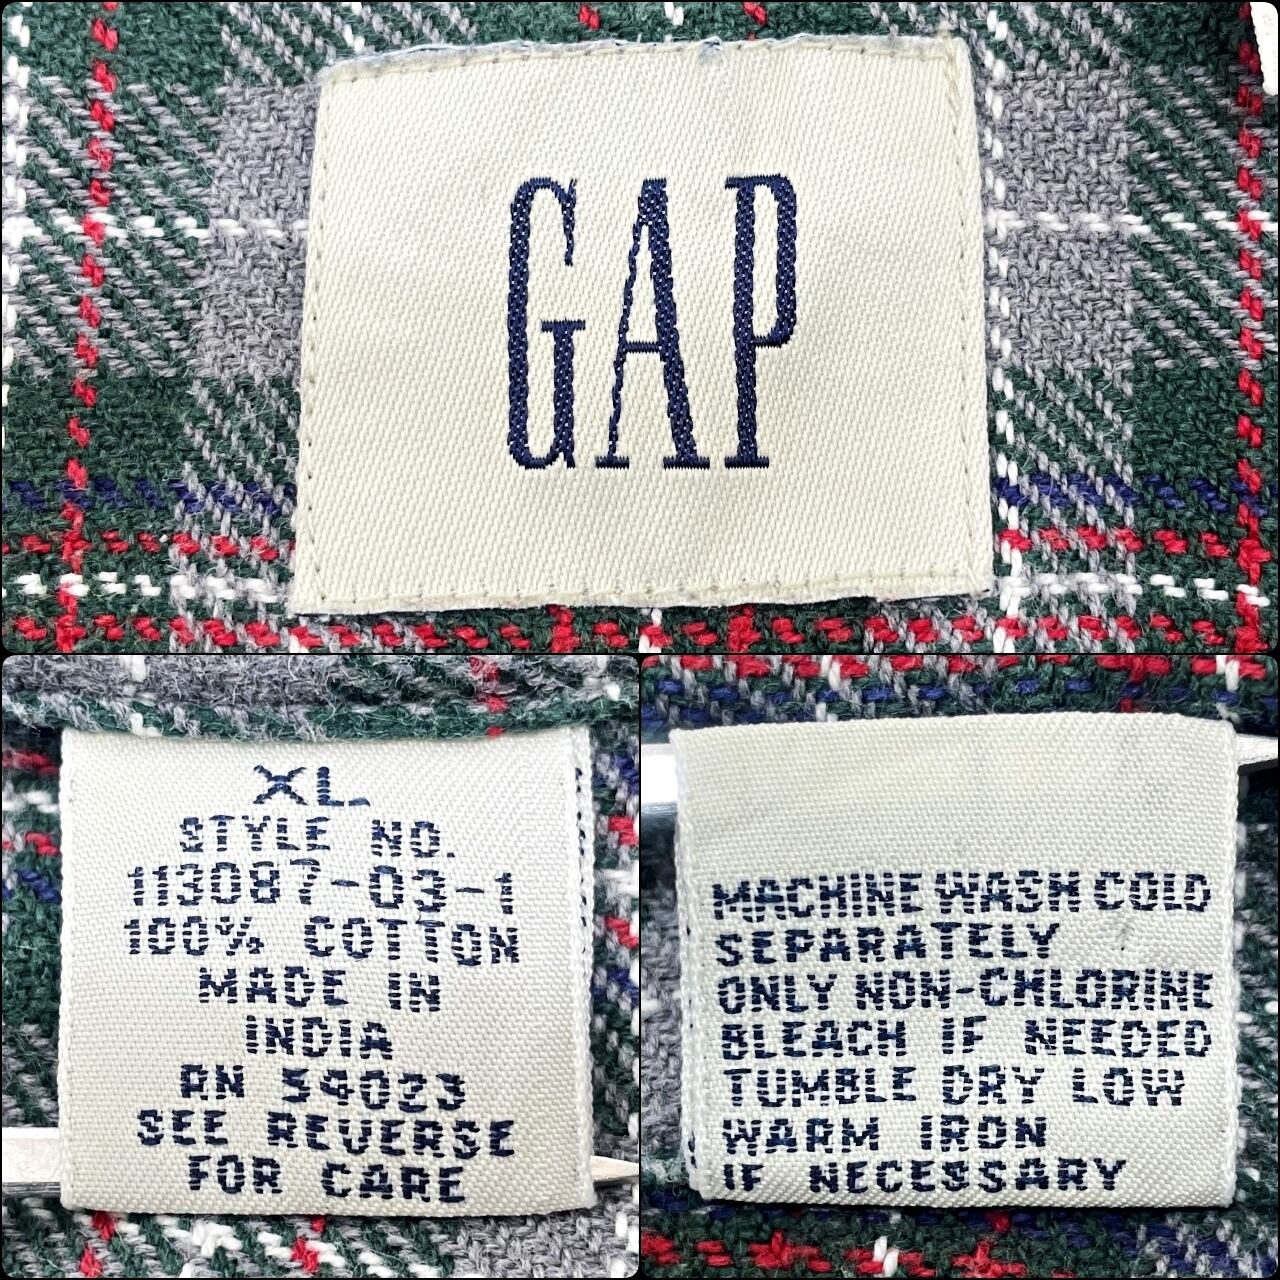 GAP
XL
STYLE NO.
113087-03-1
100% COTTON
MADE IN
INDIA
RN 54023
SEE REVERSE
FOR CARE
MACHINE WASH COLD
SEPARATELY
ONLY NON-CHLORINE
BLEACH IF NEEDED
TUMBLE DRY LOW
WARM IRON
IF NECESSARY